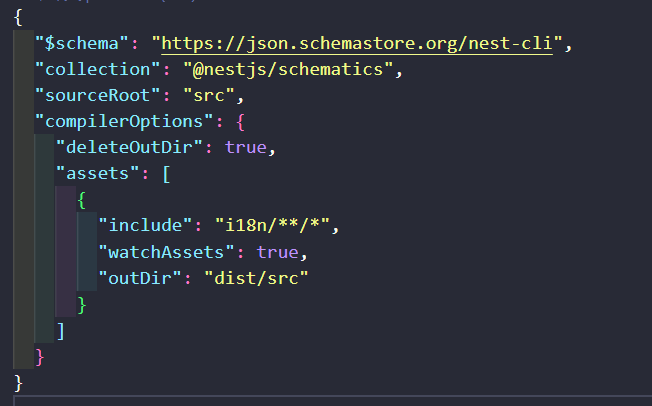 {
"$schema": "https://json.schemastore.org/nest-cli",
"collection": "@nestjs/schematics",
"sourceRoot": "src",
"compilerOptions": {
"deleteOutDir": true,
"assets": [
{
"include": "i18n/**/*",
"watchAssets": true,
"outDir": "dist/src"
}
]
}
}